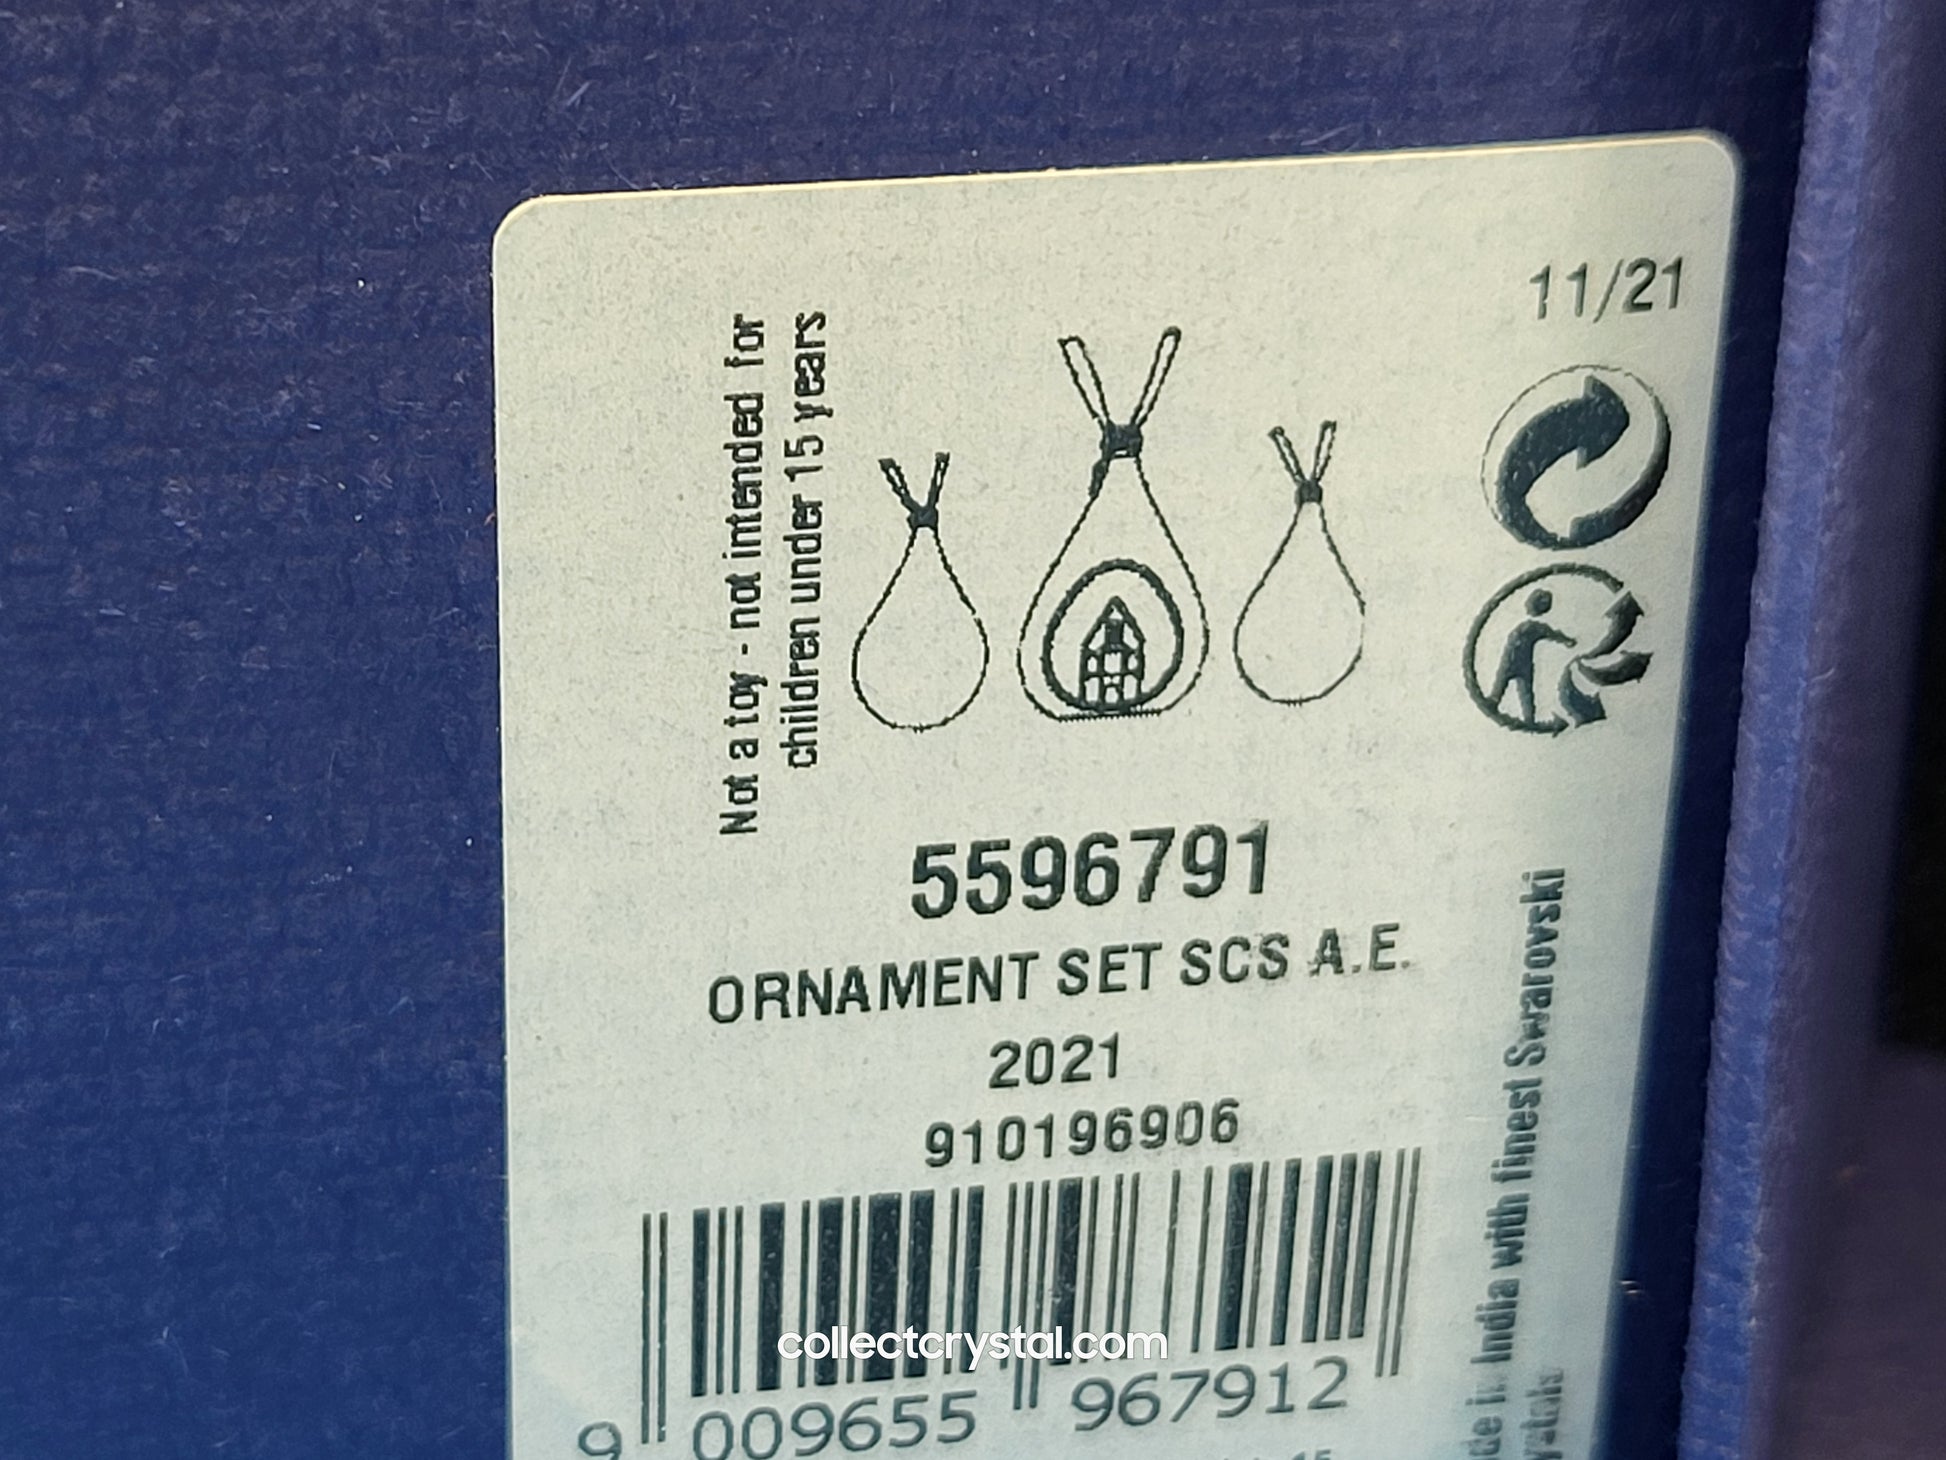 11/21
Not a toy - not intended for
children under 15 years
5596791
ORNAMENT SET SCS A.E.
2021
910196906
9 009655 967912
in India with finest Swarovski
collectcrystal.com